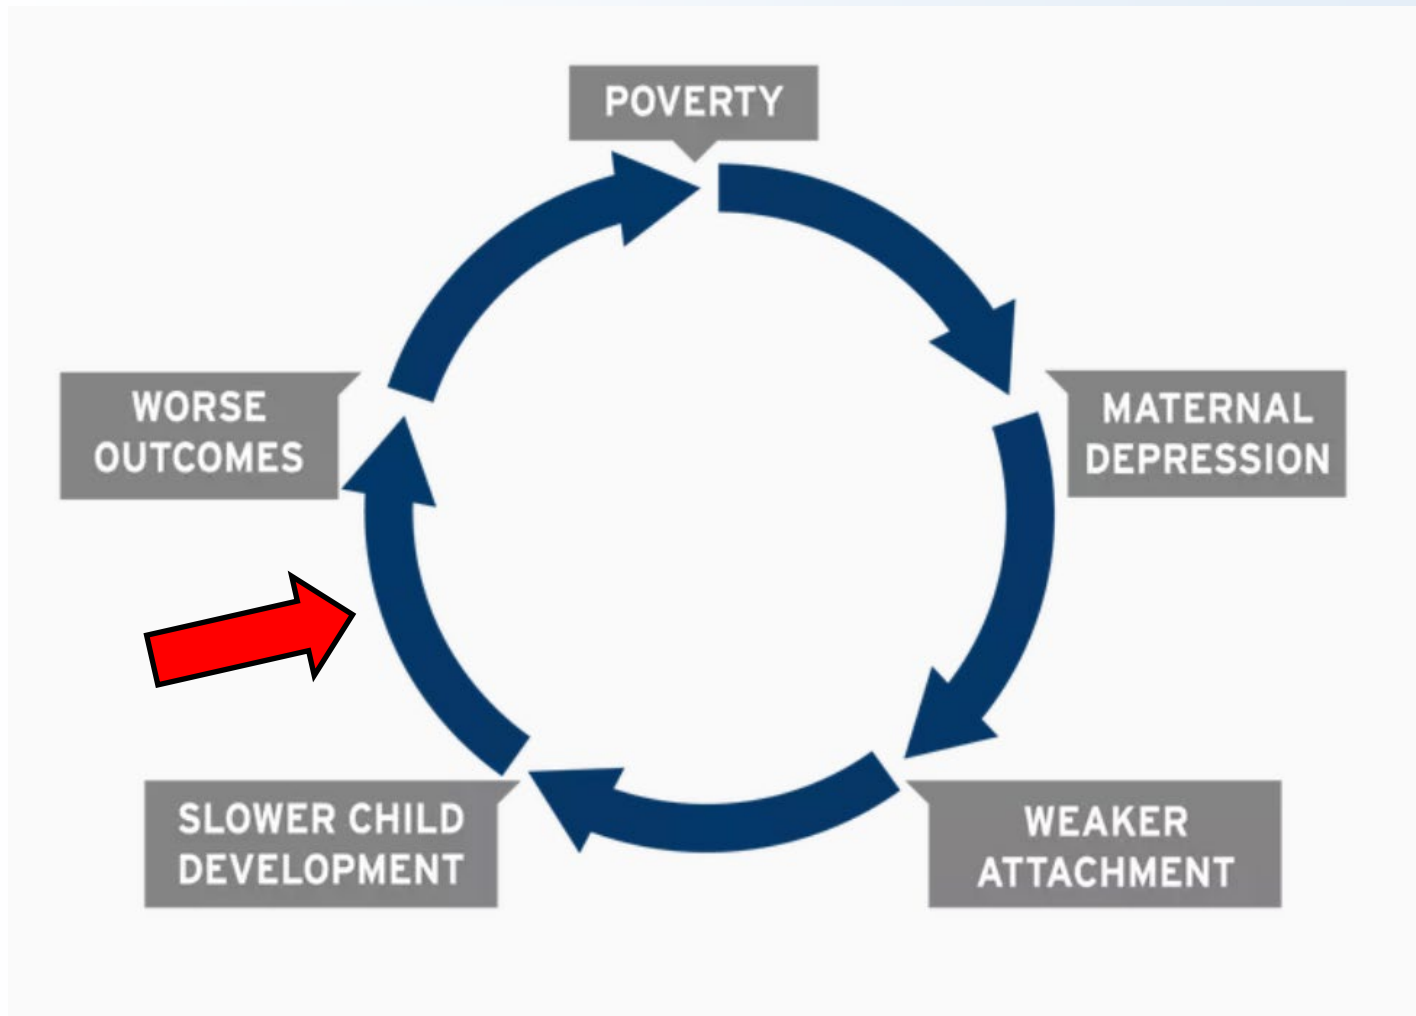 POVERTY
MATERNAL
DEPRESSION
WEAKER
ATTACHMENT
SLOWER CHILD
DEVELOPMENT
WORSE
OUTCOMES